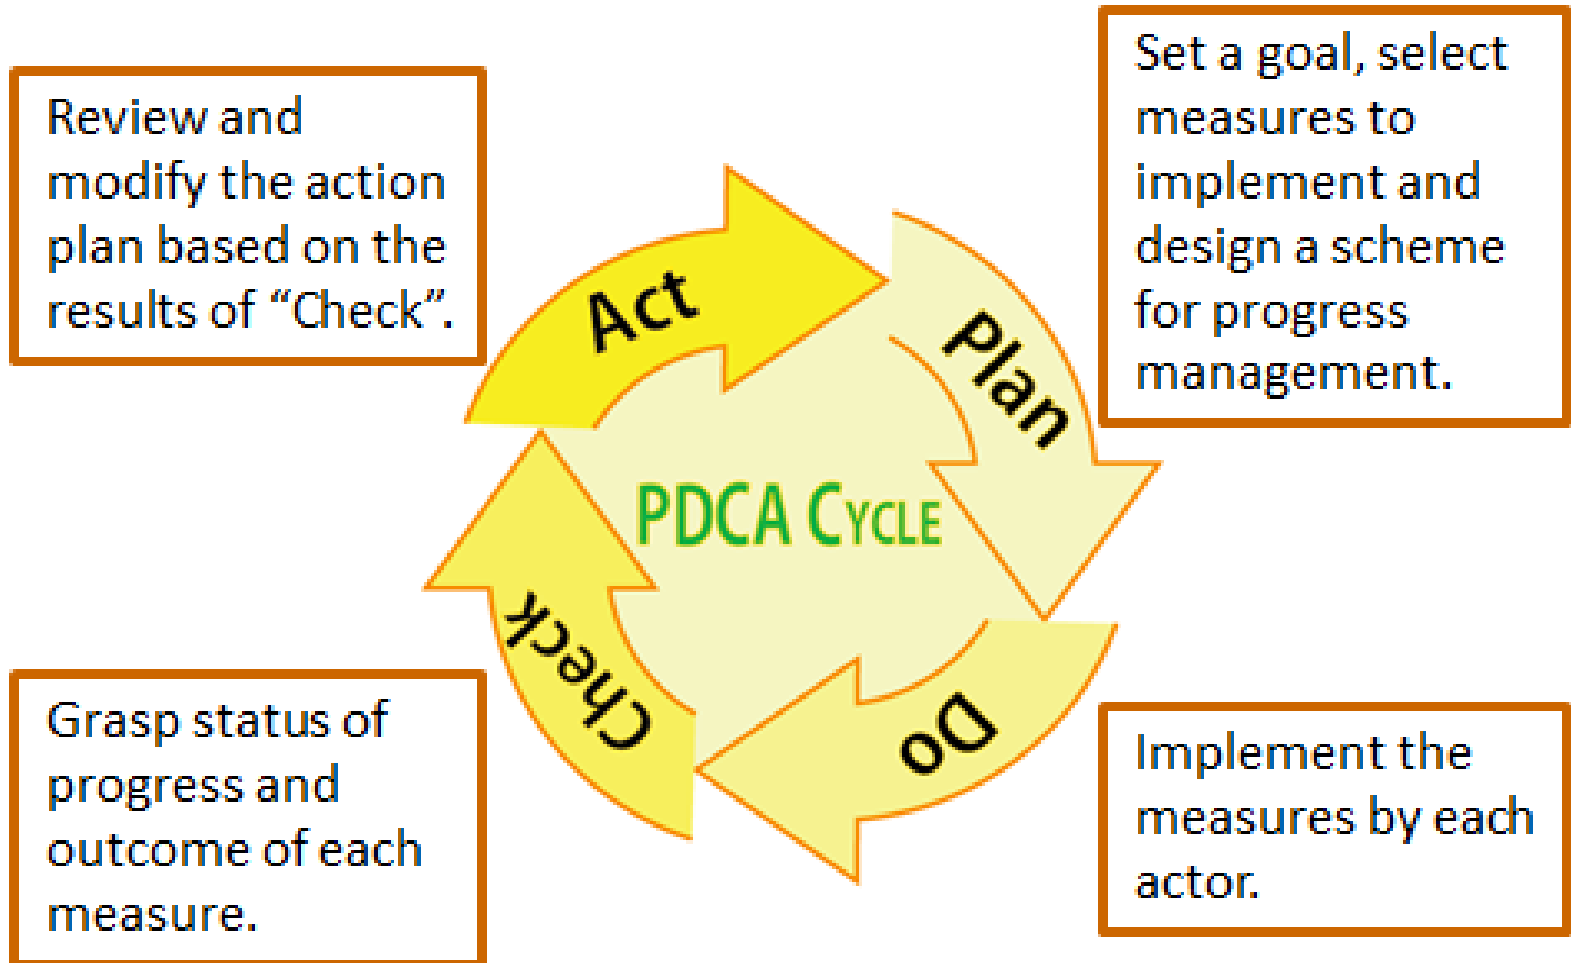 Review and
modify the action
plan based on the
results of “Check”.
Set a goal, select
measures to
implement and
design a scheme
for progress
management.
Act
Plan
PDCA CYCLE
Check
Do
Grasp status of
progress and
outcome of each
measure.
Implement the
measures by each
actor.